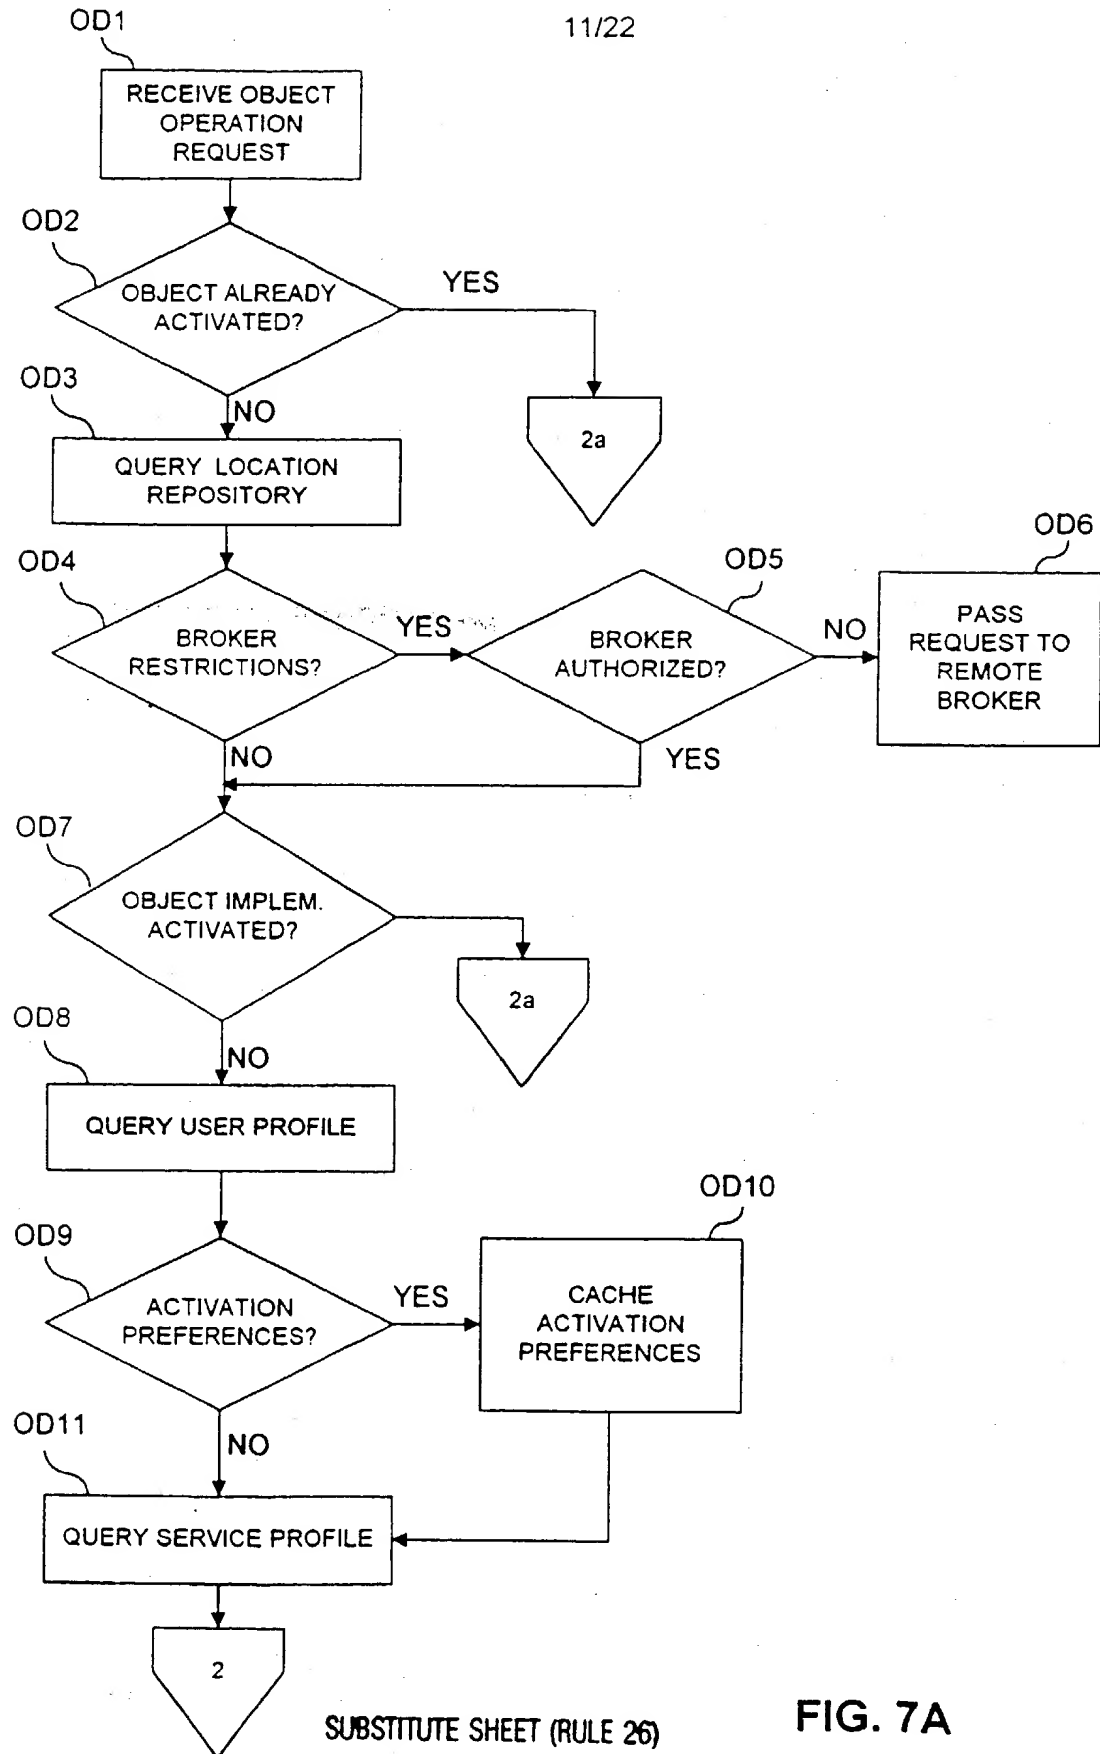 11/22
OD1
RECEIVE OBJECT
OPERATION
REQUEST
OD2
OBJECT ALREADY
ACTIVATED?
YES
2a
NO
OD3
QUERY LOCATION
REPOSITORY
OD4
BROKER
RESTRICTIONS?
YES
OD5
BROKER
AUTHORIZED?
NO
OD6
PASS
REQUEST TO
REMOTE
BROKER
NO
YES
OD7
OBJECT IMPLEM.
ACTIVATED?
2a
NO
OD8
QUERY USER PROFILE
OD9
ACTIVATION
PREFERENCES?
YES
OD10
CACHE
ACTIVATION
PREFERENCES
NO
OD11
QUERY SERVICE PROFILE
2
SUBSTITUTE SHEET (RULE 26)
FIG. 7A